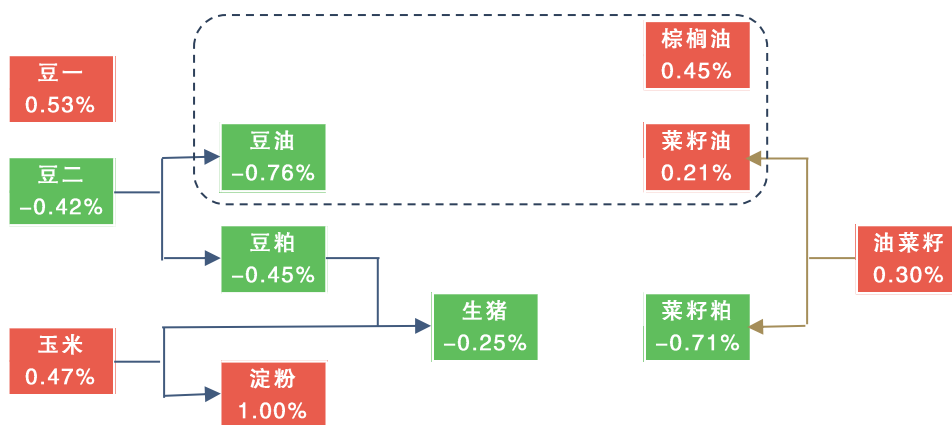 棕榈油
0.45%
豆一
0.53%
豆油
-0.76%
菜籽油
0.21%
豆二
-0.42%
豆粕
-0.45%
油菜籽
0.30%
生猪
-0.25%
菜籽粕
-0.71%
玉米
0.47%
淀粉
1.00%